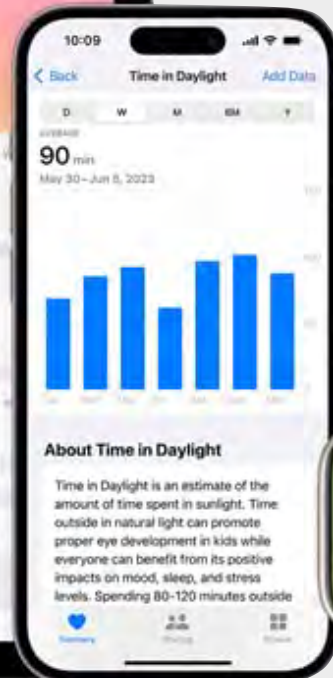 10:09
Back Time in Daylight Add Data
D W M 6M Y
AVERAGE
90 min
May 30–Jun 5, 2023
About Time in Daylight
Time in Daylight is an estimate of the
amount of time spent in sunlight. Time
outside in natural light can promote
proper eye development in kids while
everyone can benefit from its positive
impacts on mood, sleep, and stress
levels. Spending 80-120 minutes outside
Summary Sharing Browse